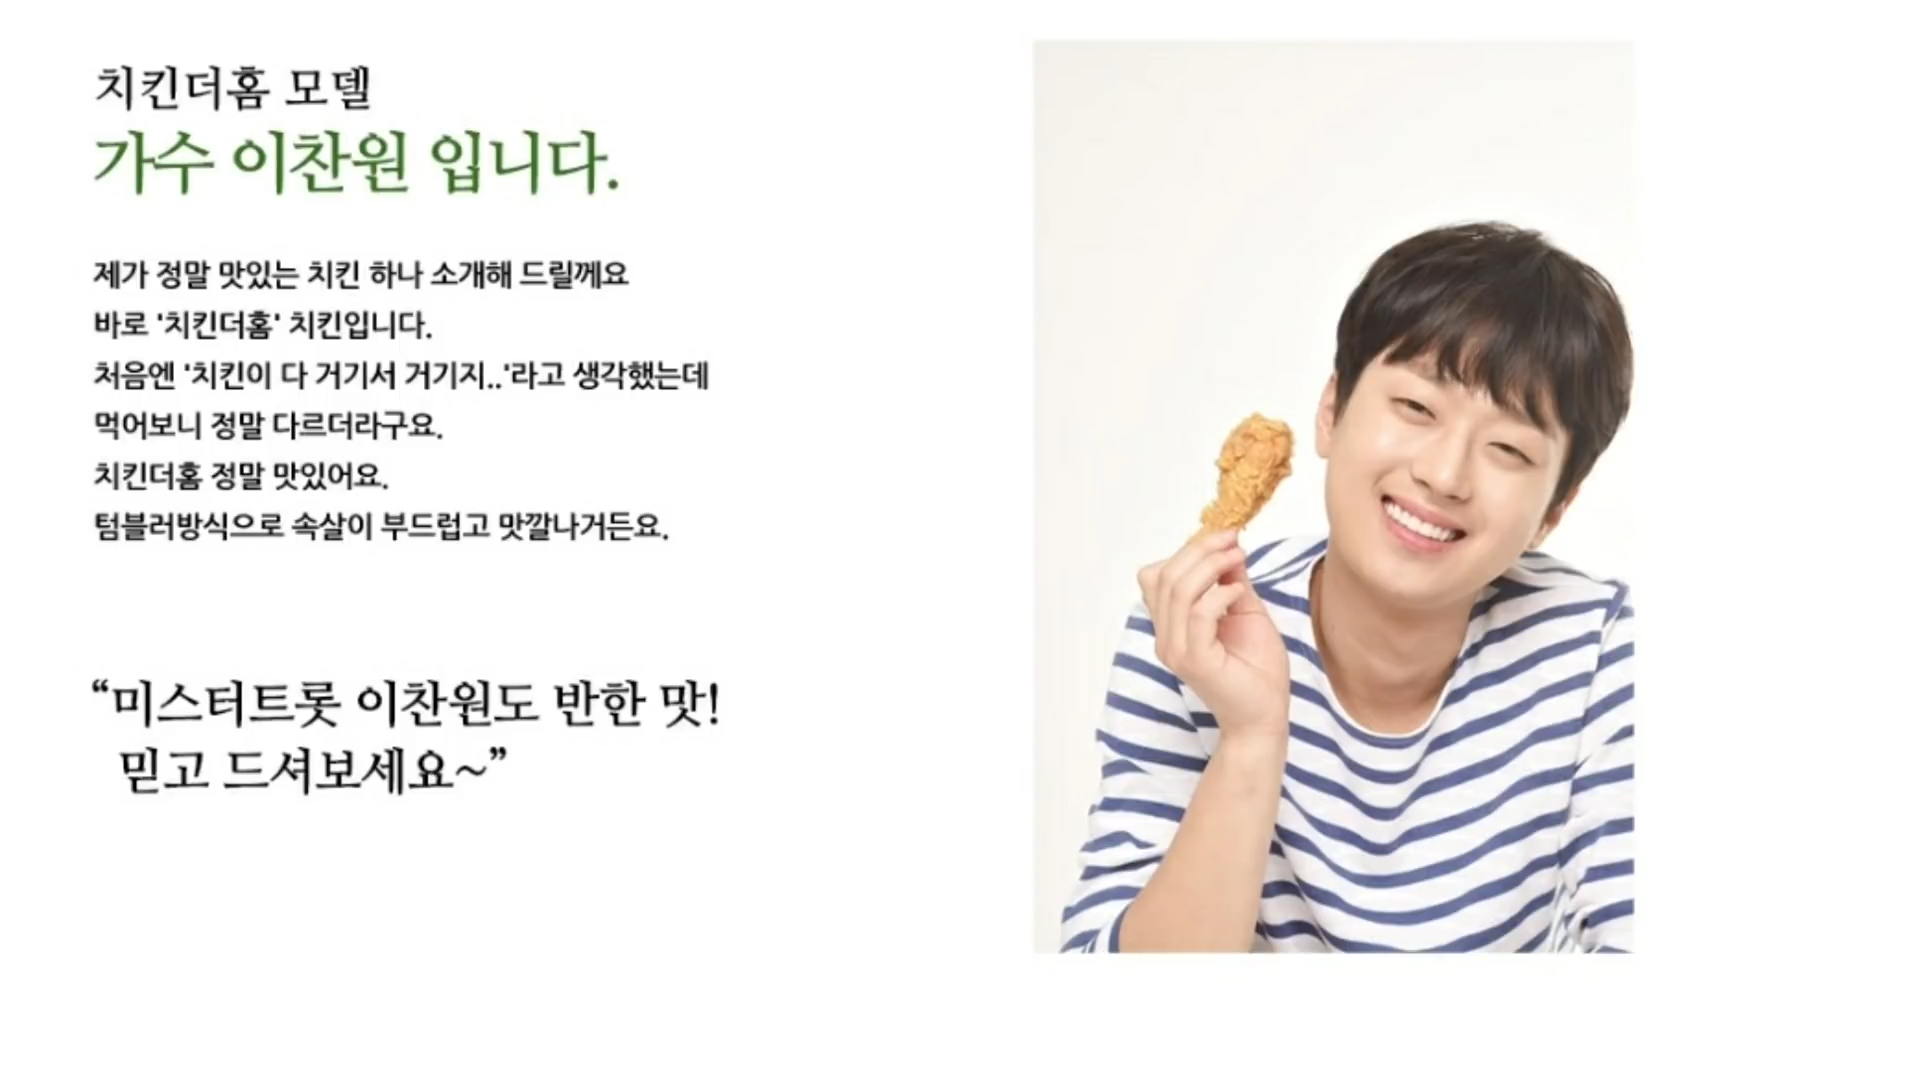 치킨더홈 모델
가수 이찬원 입니다.
제가 정말 맛있는 치킨 하나 소개해 드릴께요
바로 '치킨더홈' 치킨입니다.
처음엔 '치킨이 다 거기서 거기지..'라고 생각했는데
먹어보니 정말 다르더라구요.
치킨더홈 정말 맛있어요.
텀블러방식으로 속살이 부드럽고 맛깔나거든요.
“미스터트롯 이찬원도 반한 맛!
믿고 드셔보세요~”